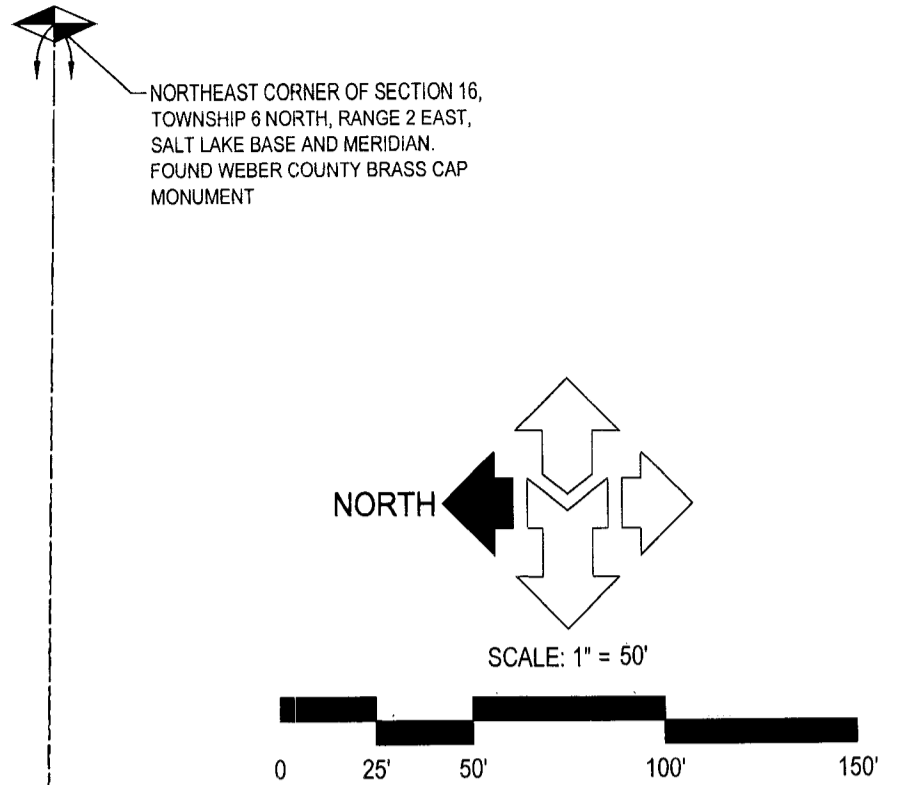 NORTHEAST CORNER OF SECTION 16,
TOWNSHIP 6 NORTH, RANGE 2 EAST,
SALT LAKE BASE AND MERIDIAN.
FOUND WEBER COUNTY BRASS CAP
MONUMENT
NORTH
SCALE: 1" = 50'
0 25' 50' 100' 150'